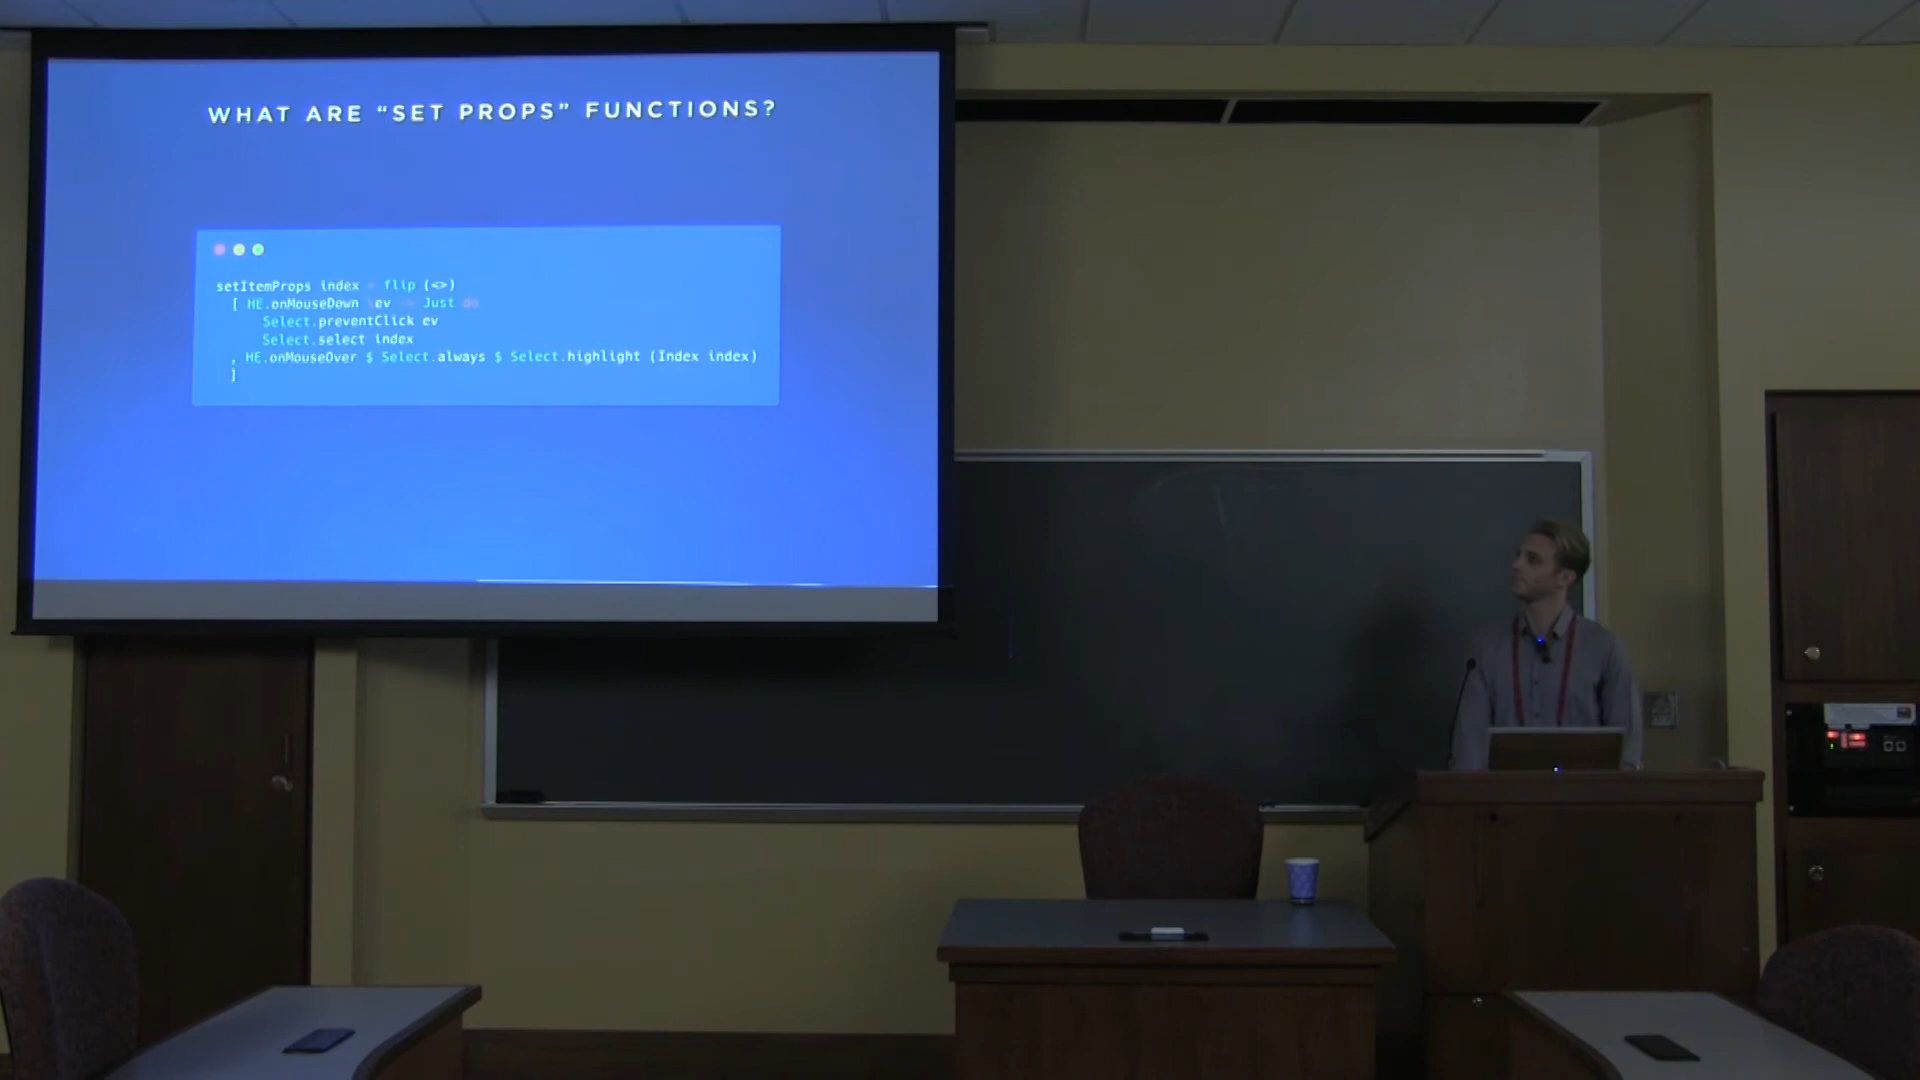 WHAT ARE “SET PROPS” FUNCTIONS?
setItemProps index = flip (<>)
[ HE.onMouseDown \ev -> Just do
Select.preventClick ev
Select.select index
, HE.onMouseOver $ Select.always $ Select.highlight (Index index)
]